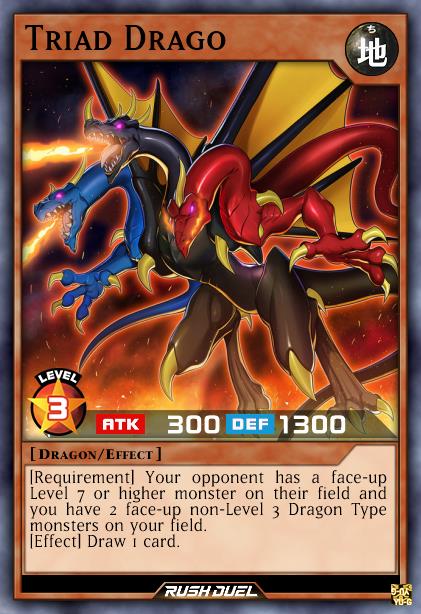 TRIAD DRAGO
ち
地
LEVEL
3
ATK 300 DEF 1300
[DRAGON/EFFECT]
[Requirement] Your opponent has a face-up
Level 7 or higher monster on their field and
you have 2 face-up non-Level 3 Dragon Type
monsters on your field.
[Effect] Draw 1 card.
RUSH DUEL